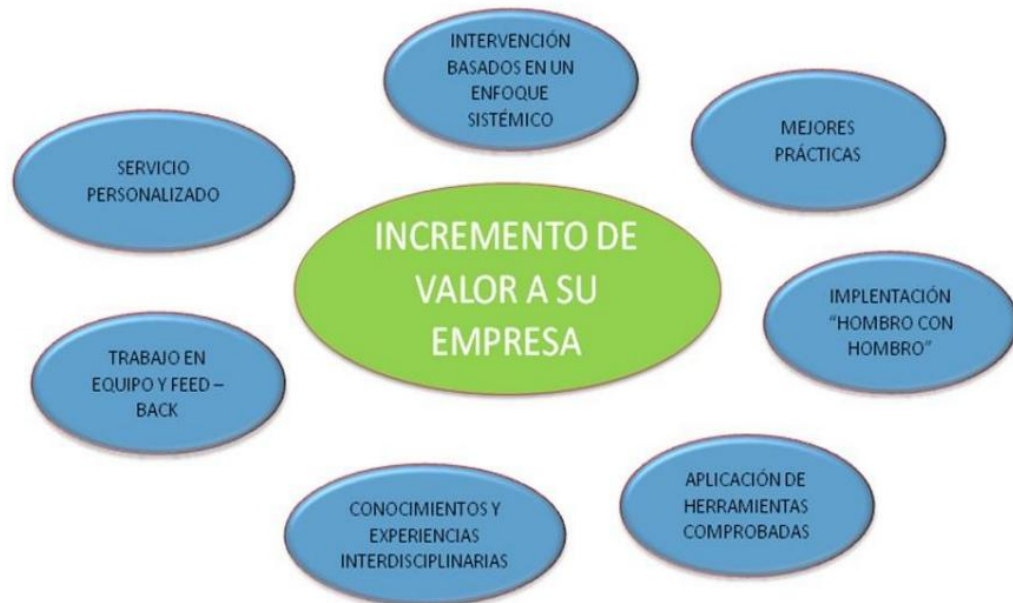 INTERVENCIÓN
BASADOS EN UN
ENFOQUE
SISTÉMICO
MEJORES
PRÁCTICAS
SERVICIO
PERSONALIZADO
INCREMENTO DE
VALOR A SU
EMPRESA
IMPLENTACIÓN
“HOMBRO CON
HOMBRO”
TRABAJO EN
EQUIPO Y FEED –
BACK
APLICACIÓN DE
HERRAMIENTAS
COMPROBADAS
CONOCIMIENTOS Y
EXPERIENCIAS
INTERDISCIPLINARIAS